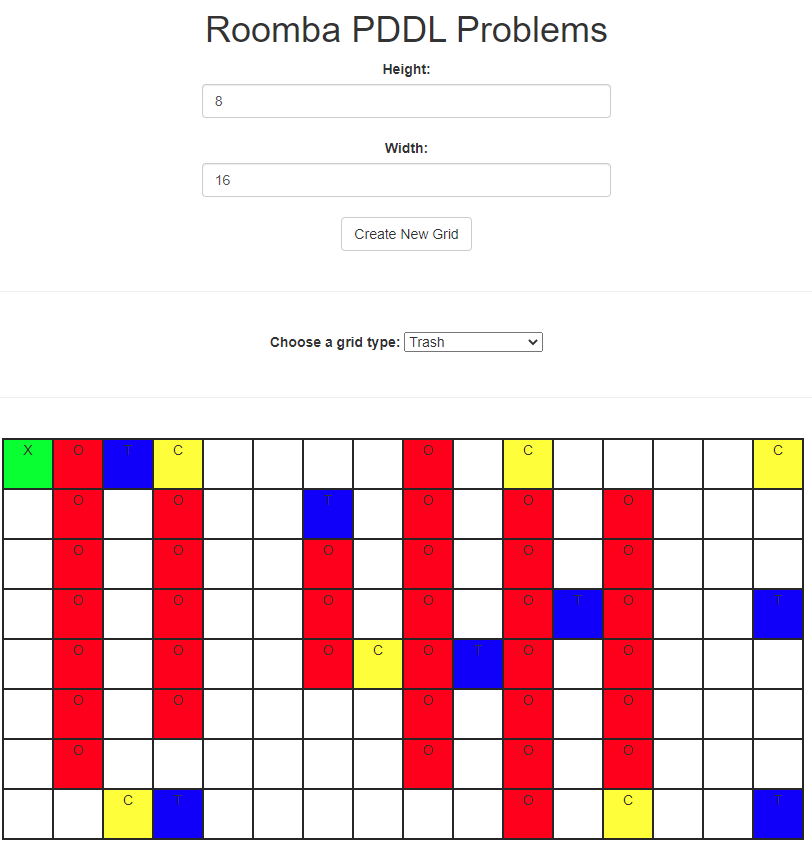 Roomba PDDL Problems
Height:
8
Width:
16
Create New Grid
Choose a grid type: Trash
X O T C O C C
O O T O O O
O O O O O O
O O O O O T O T
O O O C O T O O
O O O O O
O O O O
C T O C T